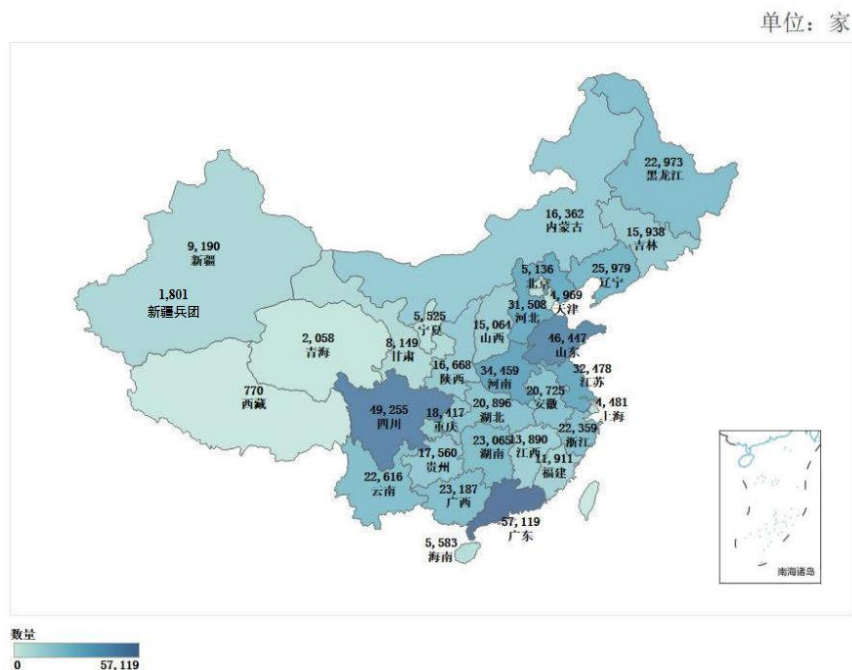 单位：家
22,973
黑龙江
16,362
内蒙古
15,938
吉林
9,190
新疆
5,136
北京
25,979
辽宁
1,801
新疆兵团
4,969
天津
31,508
河北
5,525
宁夏
15,064
山西
2,058
青海
46,447
山东
8,149
甘肃
16,668
陕西
34,459
河南
32,478
江苏
770
西藏
20,725
安徽
20,896
湖北
4,481
上海
49,255
四川
18,417
重庆
22,359
浙江
23,065
湖南
13,890
江西
17,560
贵州
11,911
福建
22,616
云南
23,187
广西
57,119
广东
5,583
海南
南海诸岛
数量
0
57,119